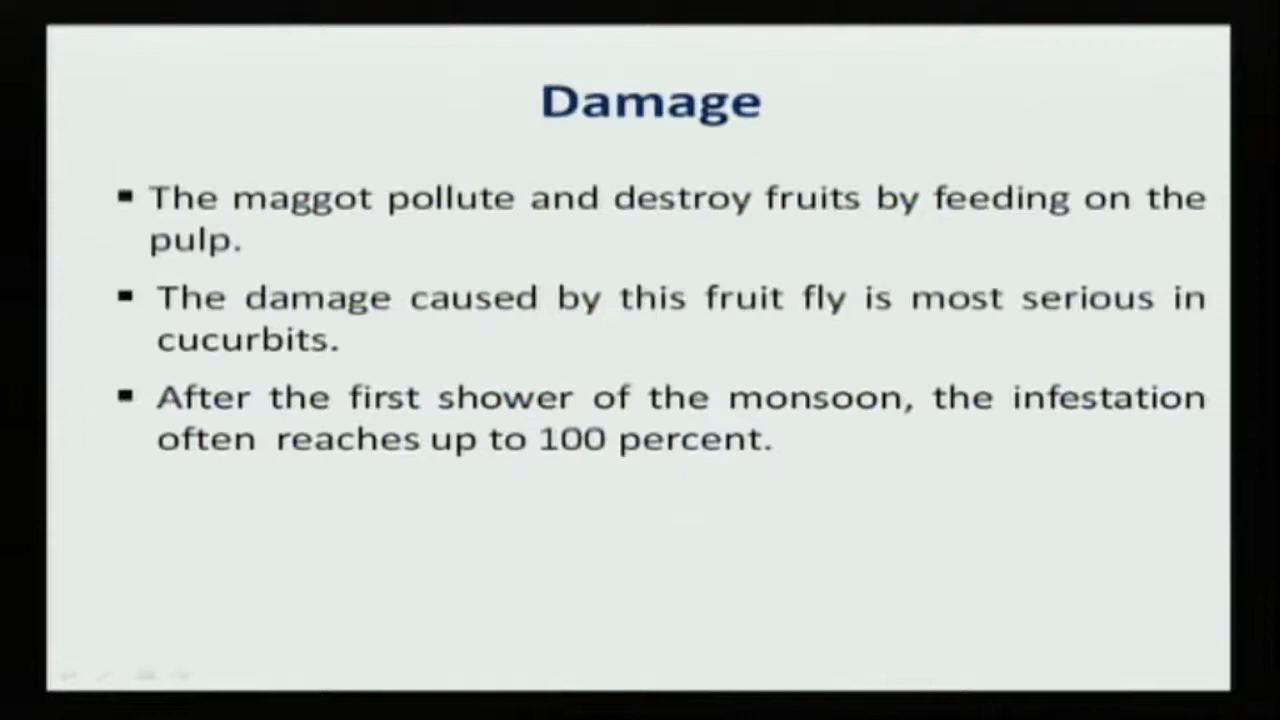 Damage
▪ The maggot pollute and destroy fruits by feeding on the
pulp.
▪ The damage caused by this fruit fly is most serious in
cucurbits.
▪ After the first shower of the monsoon, the infestation
often reaches up to 100 percent.